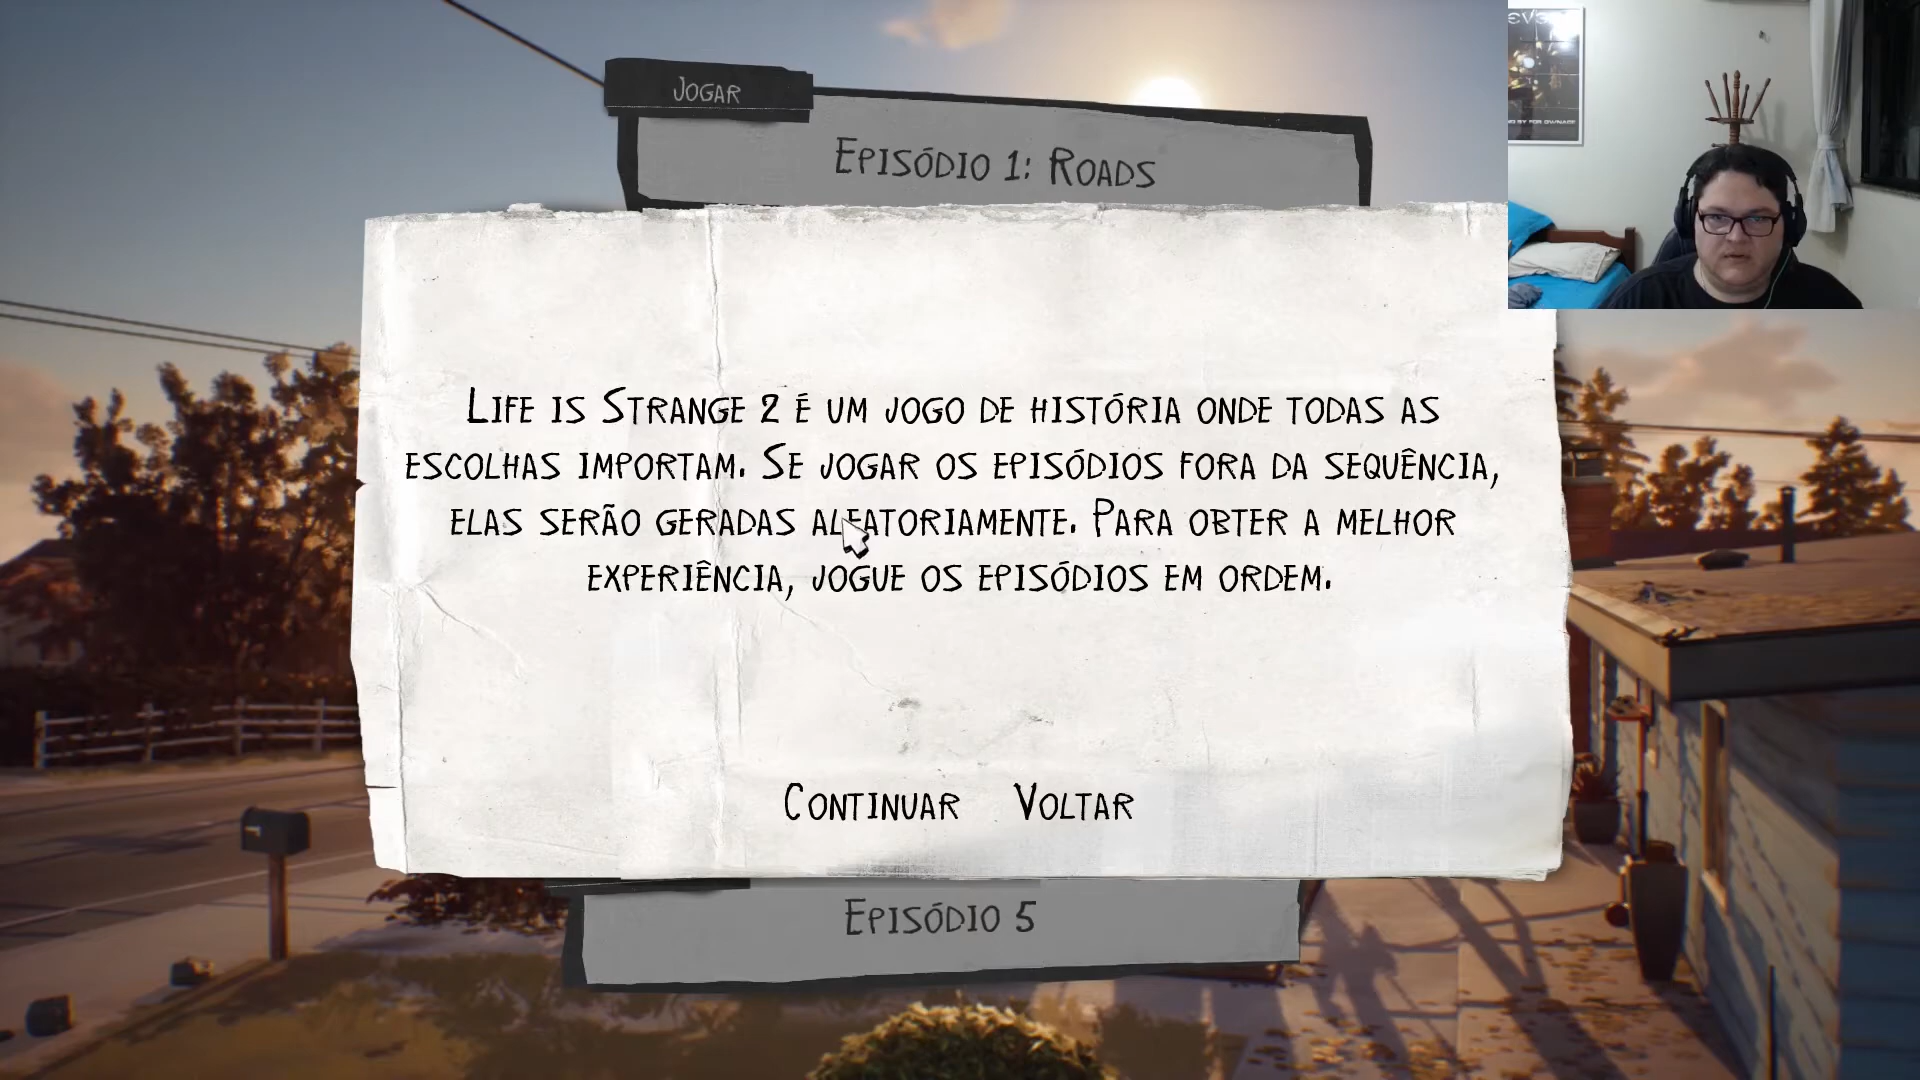 Jogar
Episódio 1: Roads
Life is Strange 2 é um jogo de história onde todas as
escolhas importam. Se jogar os episódios fora da sequência,
elas serão geradas aleatoriamente. Para obter a melhor
experiência, jogue os episódios em ordem.
Continuar Voltar
Episódio 5